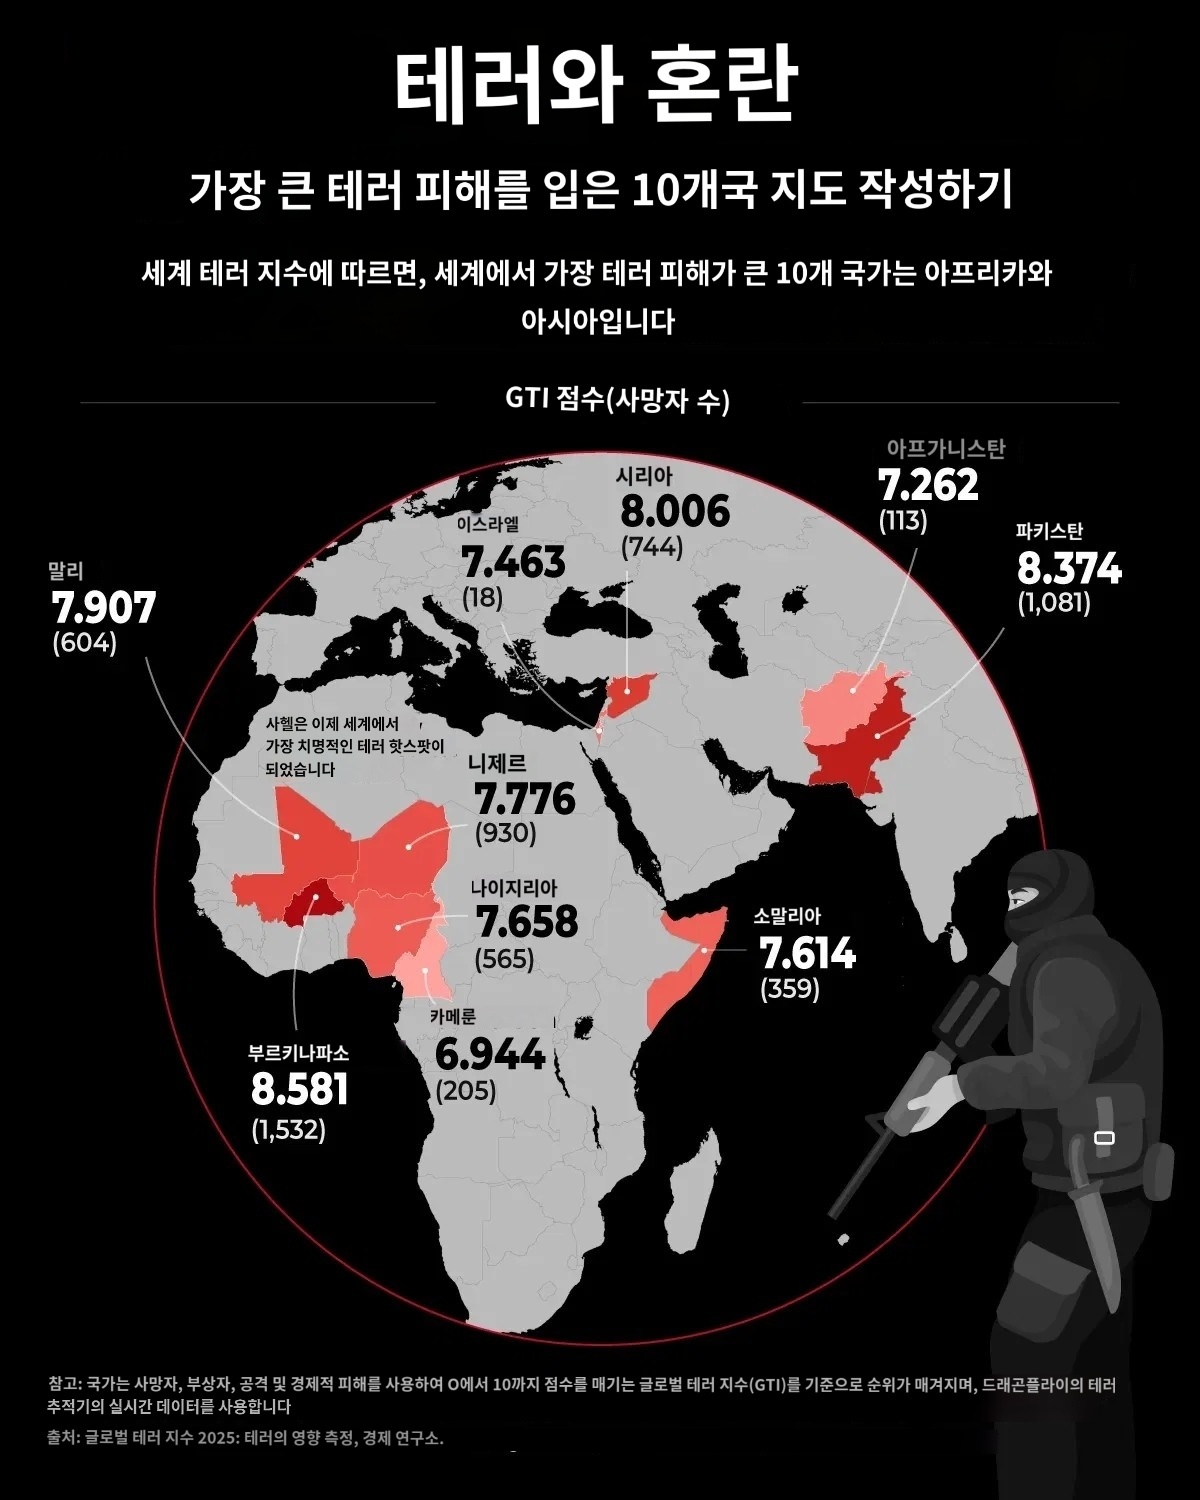 테러와 혼란
가장 큰 테러 피해를 입은 10개국 지도 작성하기
세계 테러 지수에 따르면, 세계에서 가장 테러 피해가 큰 10개 국가는 아프리카와
아시아입니다
GTI 점수(사망자 수)
아프가니스탄
7.262
(113)
시리아
8.006
(744)
이스라엘
7.463
(18)
파키스탄
8.374
(1,081)
말리
7.907
(604)
사헬은 이제 세계에서
가장 치명적인 테러 핫스팟이
되었습니다
니제르
7.776
(930)
나이지리아
7.658
(565)
소말리아
7.614
(359)
카메룬
6.944
(205)
부르키나파소
8.581
(1,532)
참고: 국가는 사망자, 부상자, 공격 및 경제적 피해를 사용하여 0에서 10까지 점수를 매기는 글로벌 테러 지수(GTI)를 기준으로 순위가 매겨지며, 드래곤플라이의 테러
추적기의 실시간 데이터를 사용합니다
출처: 글로벌 테러 지수 2025: 테러의 영향 측정, 경제 연구소.